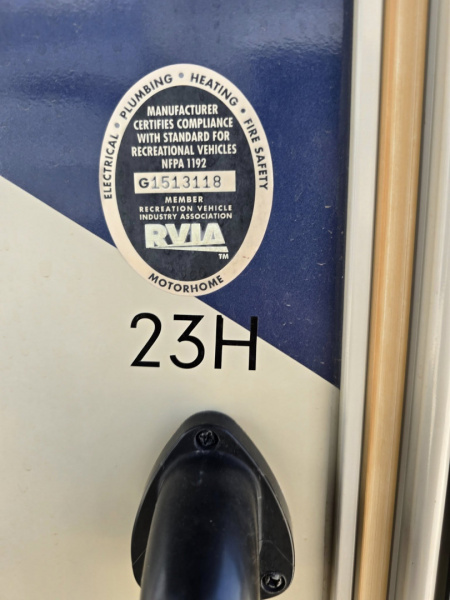 ELECTRICAL • PLUMBING • HEATING • FIRE SAFETY
MANUFACTURER
CERTIFIES COMPLIANCE
WITH STANDARD FOR
RECREATIONAL VEHICLES
NFPA 1192
G1513118
MEMBER
RECREATION VEHICLE
INDUSTRY ASSOCIATION
RVIA
TM
MOTORHOME
23H